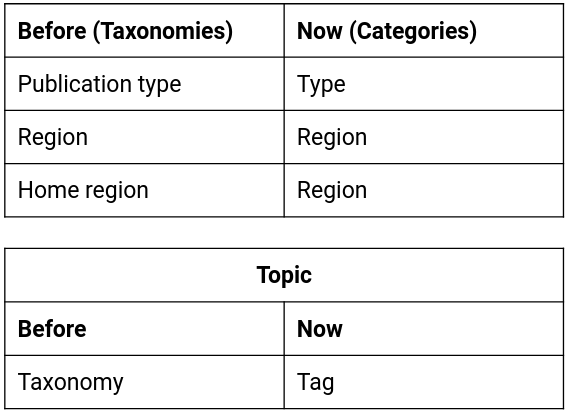 Before (Taxonomies) Now (Categories)
Publication type Type
Region Region
Home region Region
Topic
Before Now
Taxonomy Tag